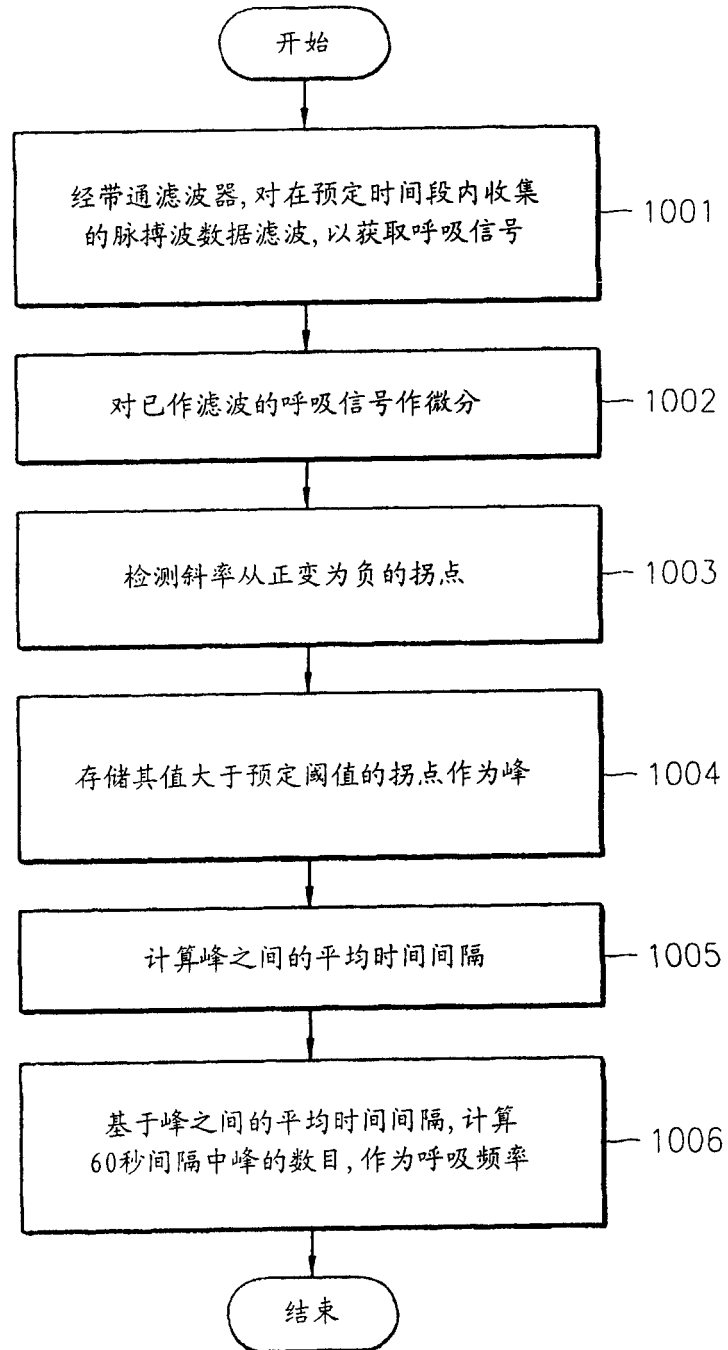 开始
经带通滤波器,对在预定时间段内收集
的脉搏波数据滤波,以获取呼吸信号
1001
对已作滤波的呼吸信号作微分
1002
检测斜率从正变为负的拐点
1003
存储其值大于预定阈值的拐点作为峰
1004
计算峰之间的平均时间间隔
1005
基于峰之间的平均时间间隔,计算
60秒间隔中峰的数目,作为呼吸频率
1006
结束